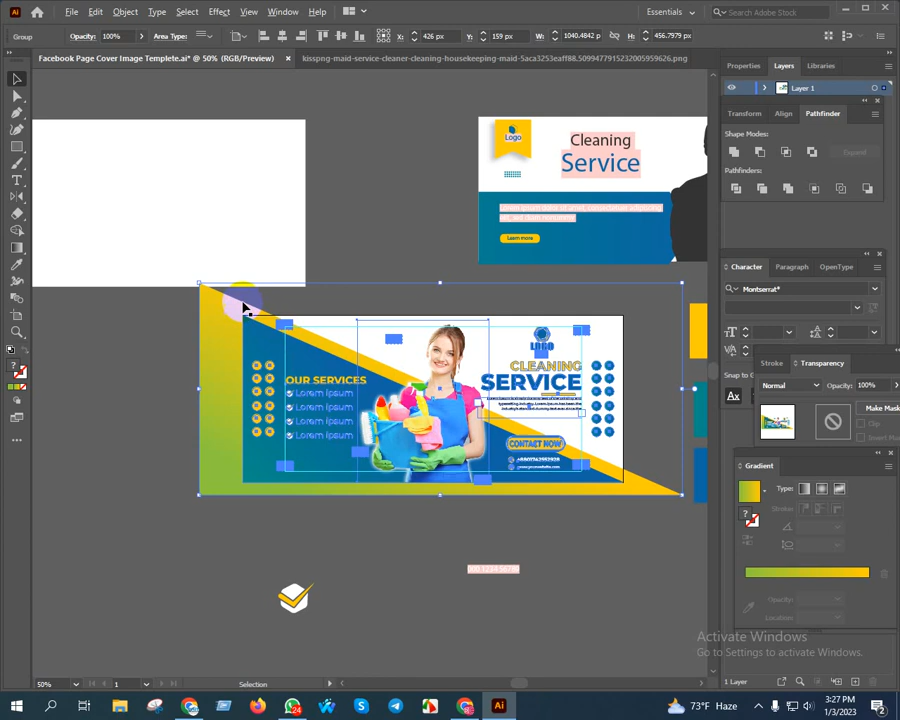 File Edit Object Type Select Effect View Window Help
Essentials
Search Adobe Stock
Group
Opacity: 100%
Area Type:
X: 426 px
Y: 159 px
W: 1040.4842 p
H: 456.7979 px
Facebook Page Cover Image Templete.ai* @ 50% (RGB/Preview)
kisspng-maid-service-cleaner-cleaning-housekeeping-maid-5aca3253eaff88.5099477915232005959626.png
Properties Layers Libraries
Layer 1
Transform Align Pathfinder
Shape Modes:
Expand
Pathfinders:
Character Paragraph OpenType
Montserrat*
Snap to G
Stroke Transparency
Normal
Opacity: 100%
Make Mask
Clip
Invert
Gradient
Type:
Stroke:
Opacity:
Location:
Logo
Cleaning
Service
Learn more
OUR SERVICES
Lorem Ipsum
Lorem Ipsum
Lorem Ipsum
Lorem Ipsum
LOGO
CLEANING
SERVICE
CONTACT NOW
Activate Windows
Go to Settings to activate Windows.
50%
1
Selection
1 Layer
73°F Haze
3:27 PM
1/3/2023